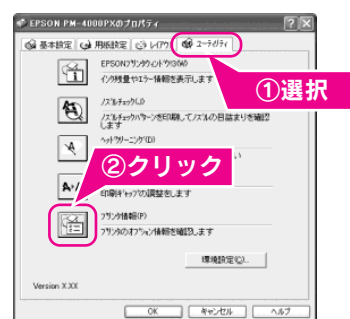 EPSON PM-4000PXのプロパティ
基本設定
用紙設定
レイアウト
ユーティリティ
EPSONプリンタウィンドウ!3(W)
インク残量やエラー情報を表示します
①選択
ノズルチェック(L)
ノズルチェックパターンを印刷してノズルの目詰まりを確認
します
ヘッドクリーニング(D)
い
②クリック
印刷ギャップの調整をします
プリンタ情報(P)
プリンタのオプション情報を確認します
環境設定(Q)...
Version X.XX
OK
キャンセル
ヘルプ